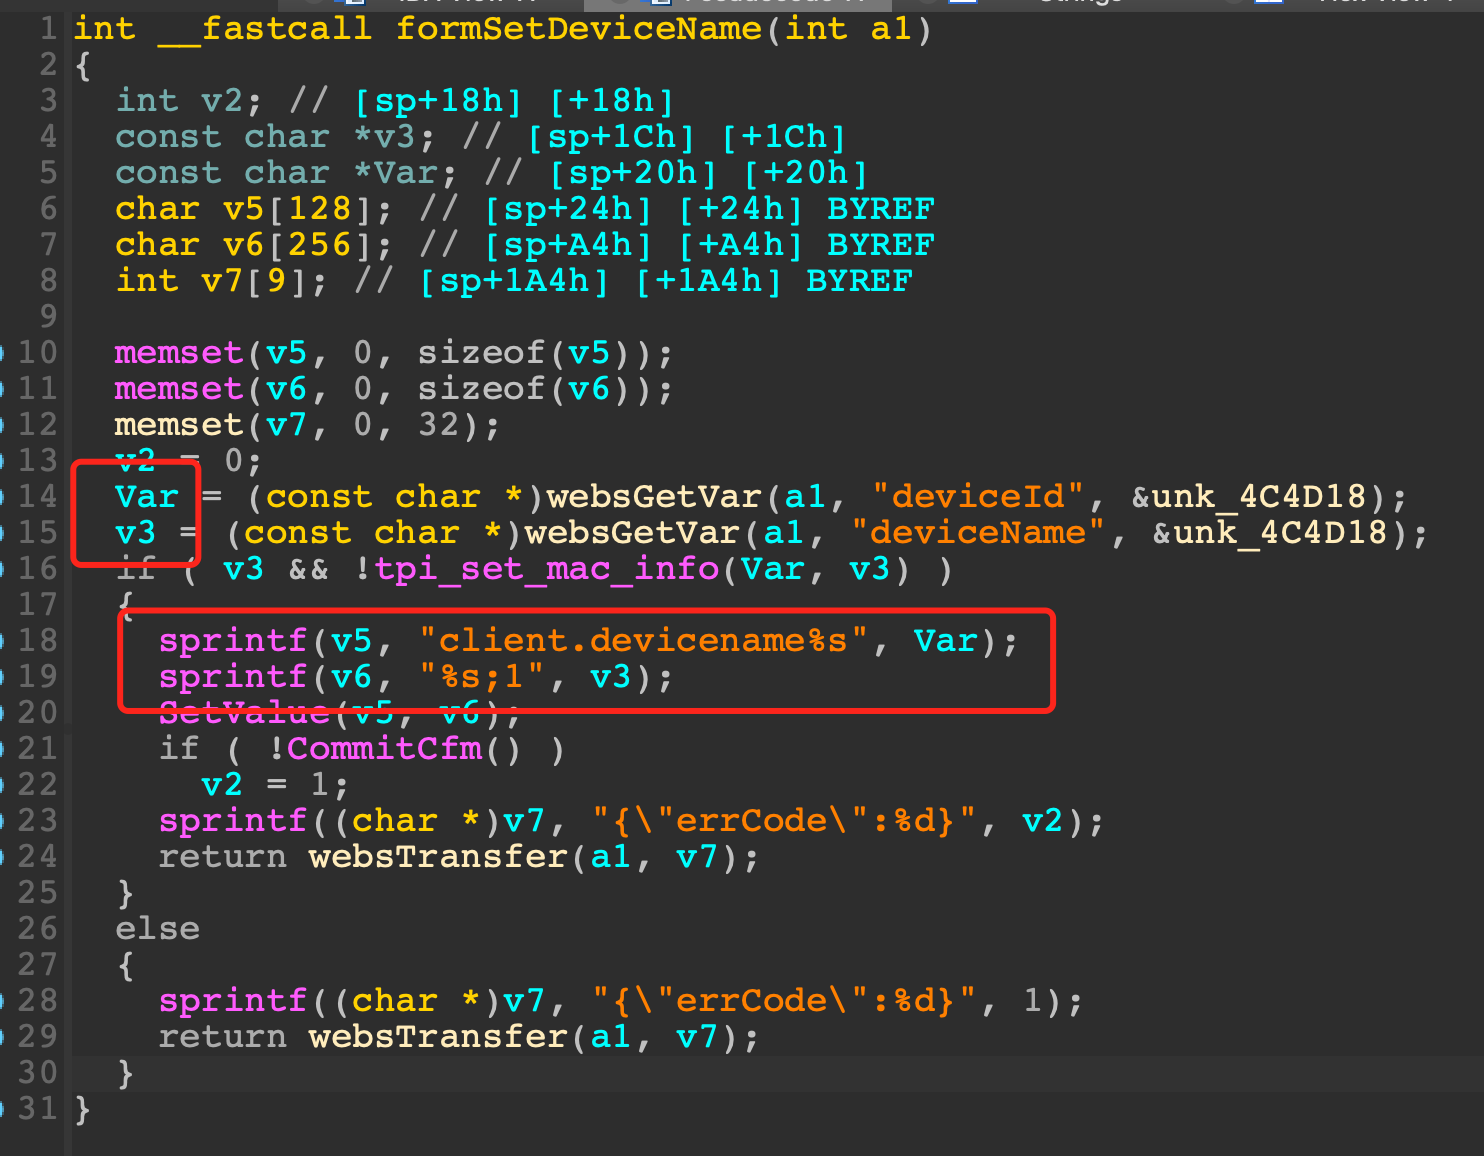 1 int __fastcall formSetDeviceName(int a1)
2 {
3 int v2; // [sp+18h] [+18h]
4 const char *v3; // [sp+1Ch] [+1Ch]
5 const char *Var; // [sp+20h] [+20h]
6 char v5[128]; // [sp+24h] [+24h] BYREF
7 char v6[256]; // [sp+A4h] [+A4h] BYREF
8 int v7[9]; // [sp+1A4h] [+1A4h] BYREF
9
10 memset(v5, 0, sizeof(v5));
11 memset(v6, 0, sizeof(v6));
12 memset(v7, 0, 32);
13 v2 = 0;
14 Var = (const char *)websGetVar(a1, "deviceId", &unk_4C4D18);
15 v3 = (const char *)websGetVar(a1, "deviceName", &unk_4C4D18);
16 if ( v3 && !tpi_set_mac_info(Var, v3) )
17 {
18 sprintf(v5, "client.devicename%s", Var);
19 sprintf(v6, "%s;1", v3);
20 SetValue(v5, v6);
21 if ( !CommitCfm() )
22 v2 = 1;
23 sprintf((char *)v7, "{\"errCode\":%d}", v2);
24 return websTransfer(a1, v7);
25 }
26 else
27 {
28 sprintf((char *)v7, "{\"errCode\":%d}", 1);
29 return websTransfer(a1, v7);
30 }
31 }